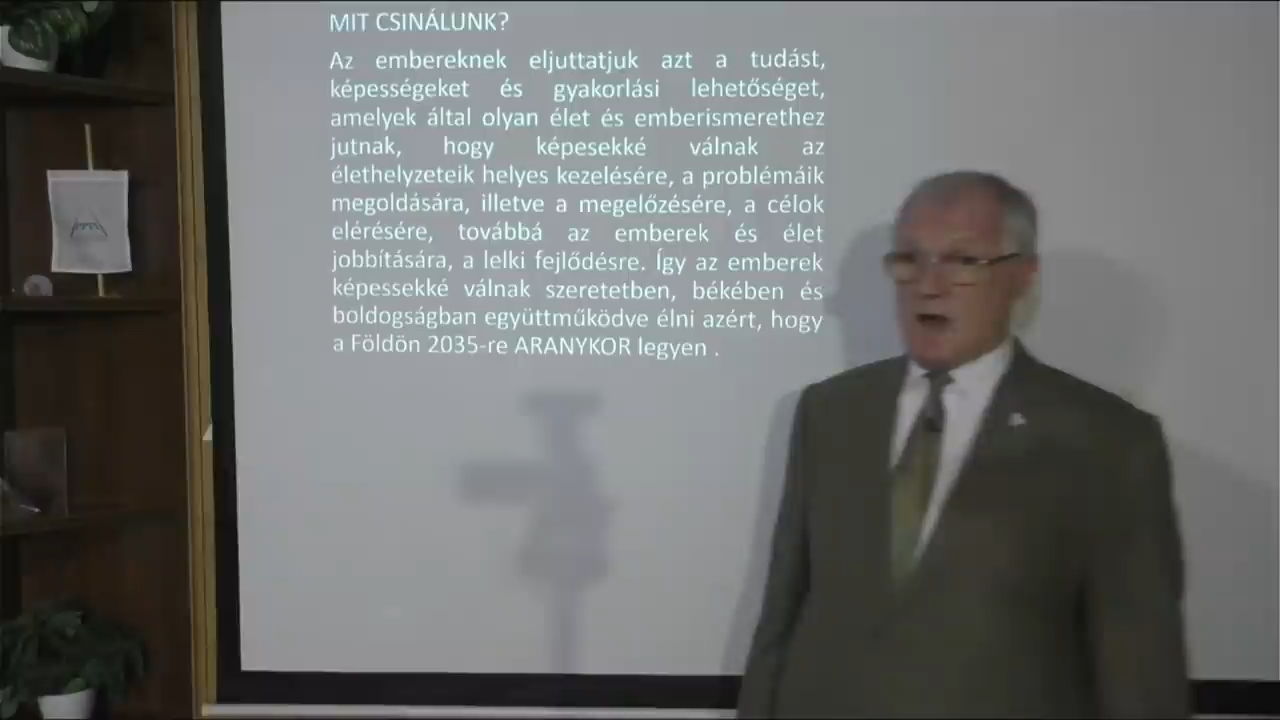 MIT CSINÁLUNK?
Az embereknek eljuttatjuk azt a tudást,
képességeket és gyakorlási lehetőséget,
amelyek által olyan élet és emberismerethez
jutnak, hogy képesekké válnak az
élethelyzeteik helyes kezelésére, a problémáik
megoldására, illetve a megelőzésére, a célok
elérésére, továbbá az emberek és élet
jobbítására, a lelki fejlődésre. Így az emberek
képessekké válnak szeretetben, békében és
boldogságban együttműködve élni azért, hogy
a Földön 2035-re ARANYKOR legyen .